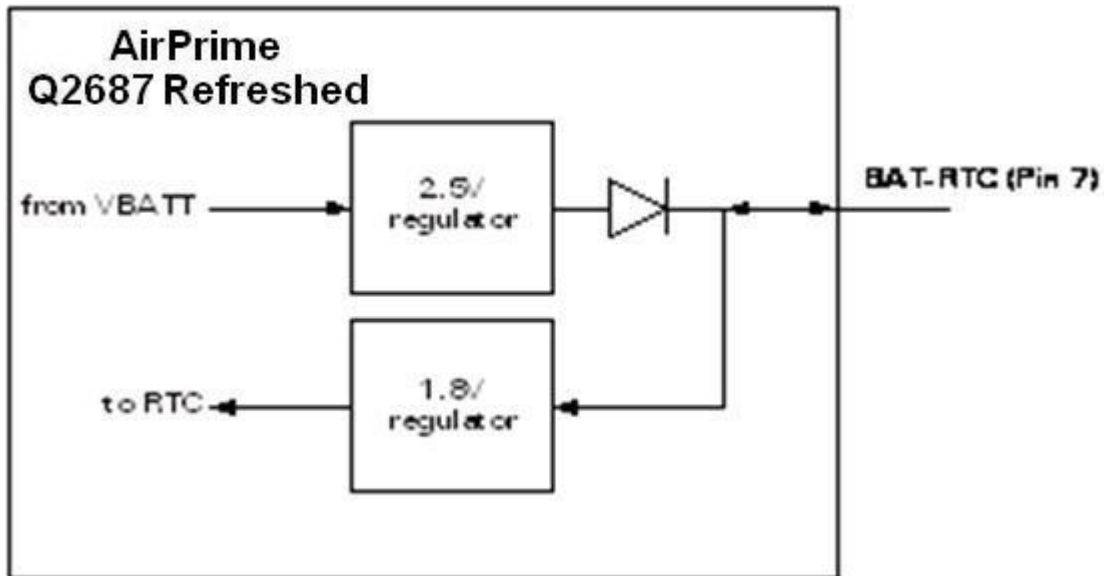 AirPrime
Q2687 Refreshed
from VBATT
2.5V
regulator
BAT-RTC (Pin 7)
to RTC
1.8V
regulator